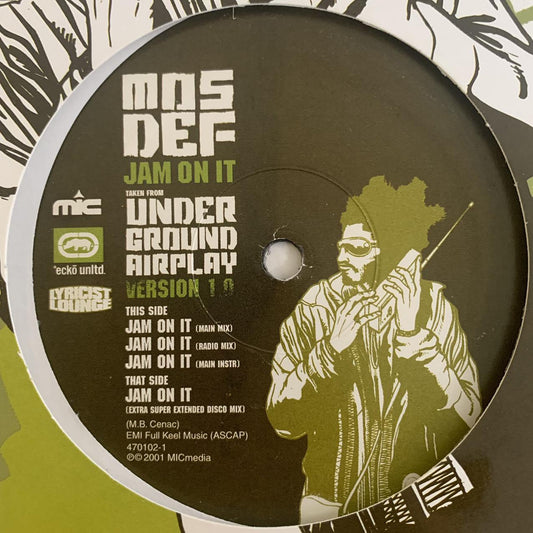 MOS
DEF
JAM ON IT
TAKEN FROM
UNDER
GROUND
AIRPLAY
VERSION 1.0
mic
*eckō unltd.
LYRICIST
LOUNGE
THIS SIDE
JAM ON IT (MAIN MIX)
JAM ON IT (RADIO MIX)
JAM ON IT (MAIN INSTR)
THAT SIDE
JAM ON IT
(EXTRA SUPER EXTENDED DISCO MIX)
(M.B. Cenac)
EMI Full Keel Music (ASCAP)
470102-1
℗© 2001 MICmedia